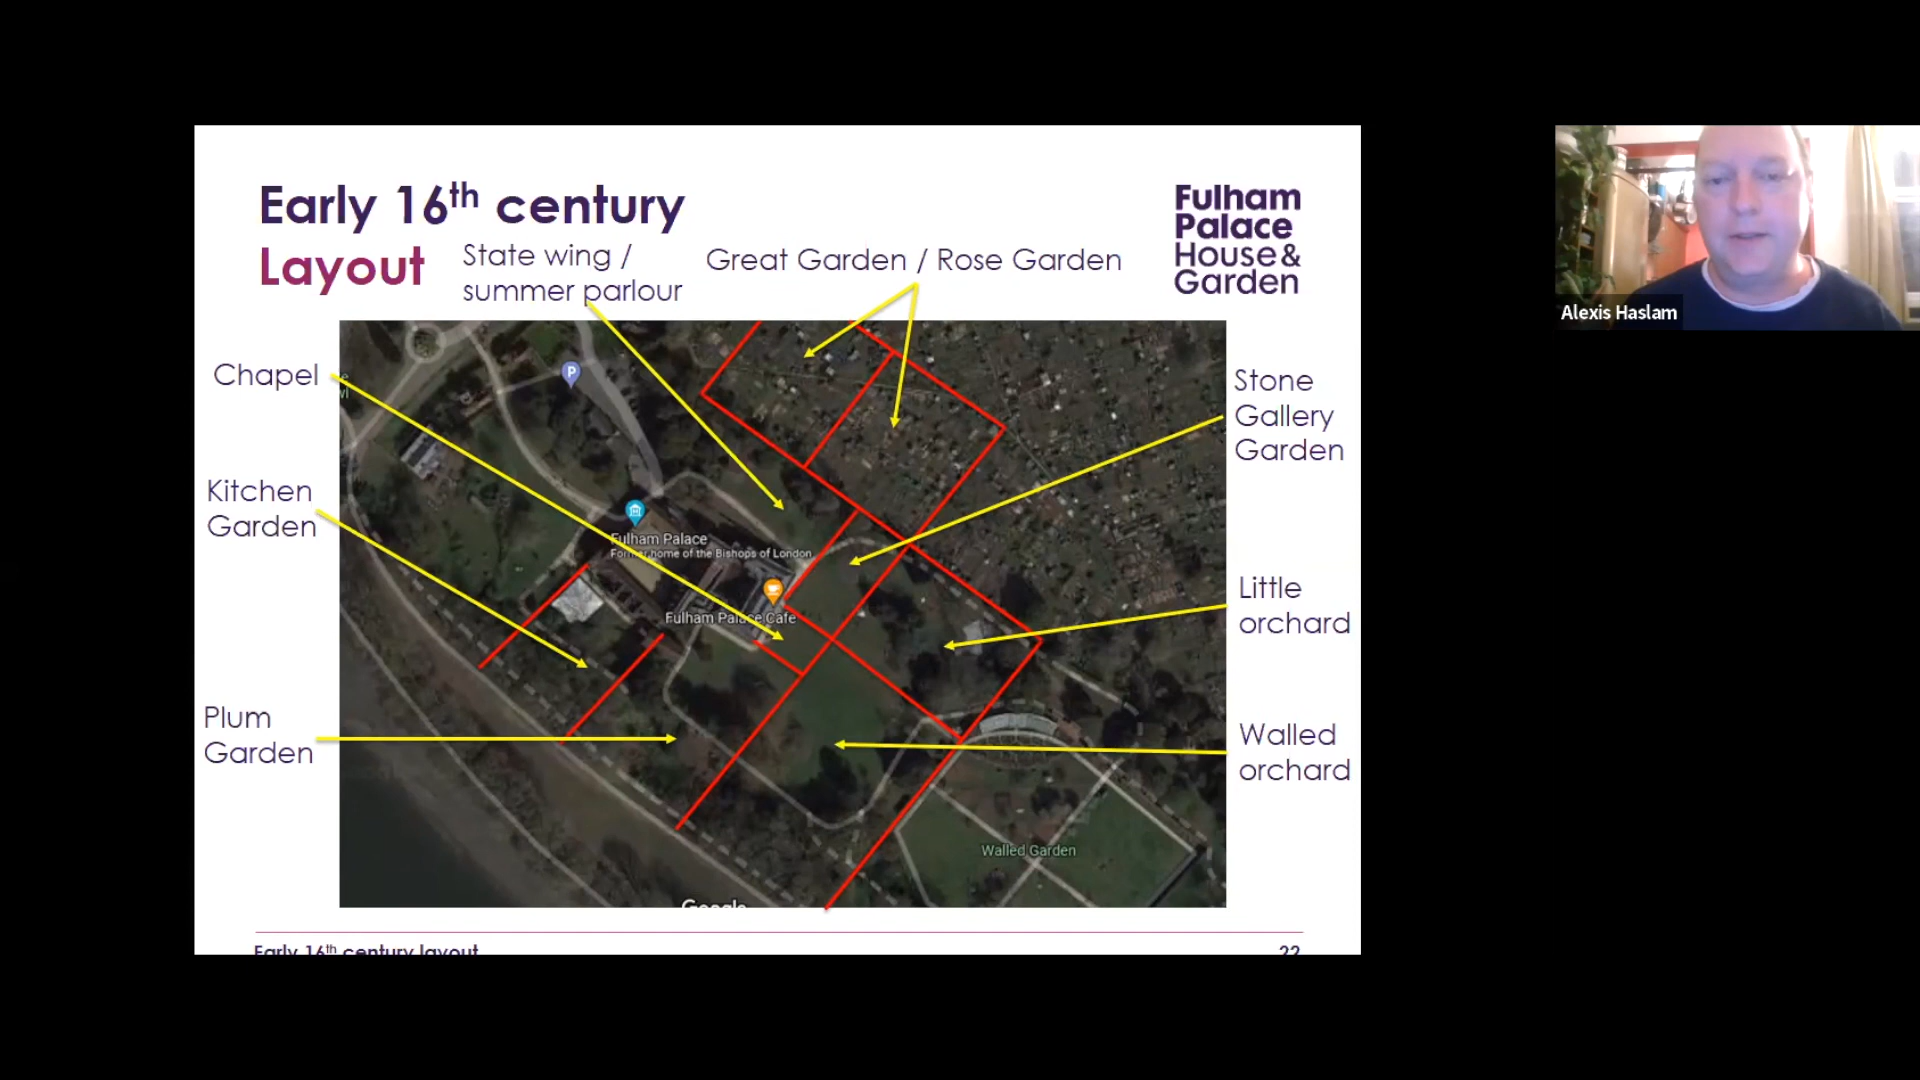 Early 16th century
Layout
State wing /
summer parlour
Great Garden / Rose Garden
Fulham
Palace
House&
Garden
Alexis Haslam
Chapel
Kitchen
Garden
Plum
Garden
Stone
Gallery
Garden
Little
orchard
Walled
orchard
P
Fulham Palace
Former home of the Bishops of London
Fulham Palace Cafe
Walled Garden
Google
Early 16th century layout
22